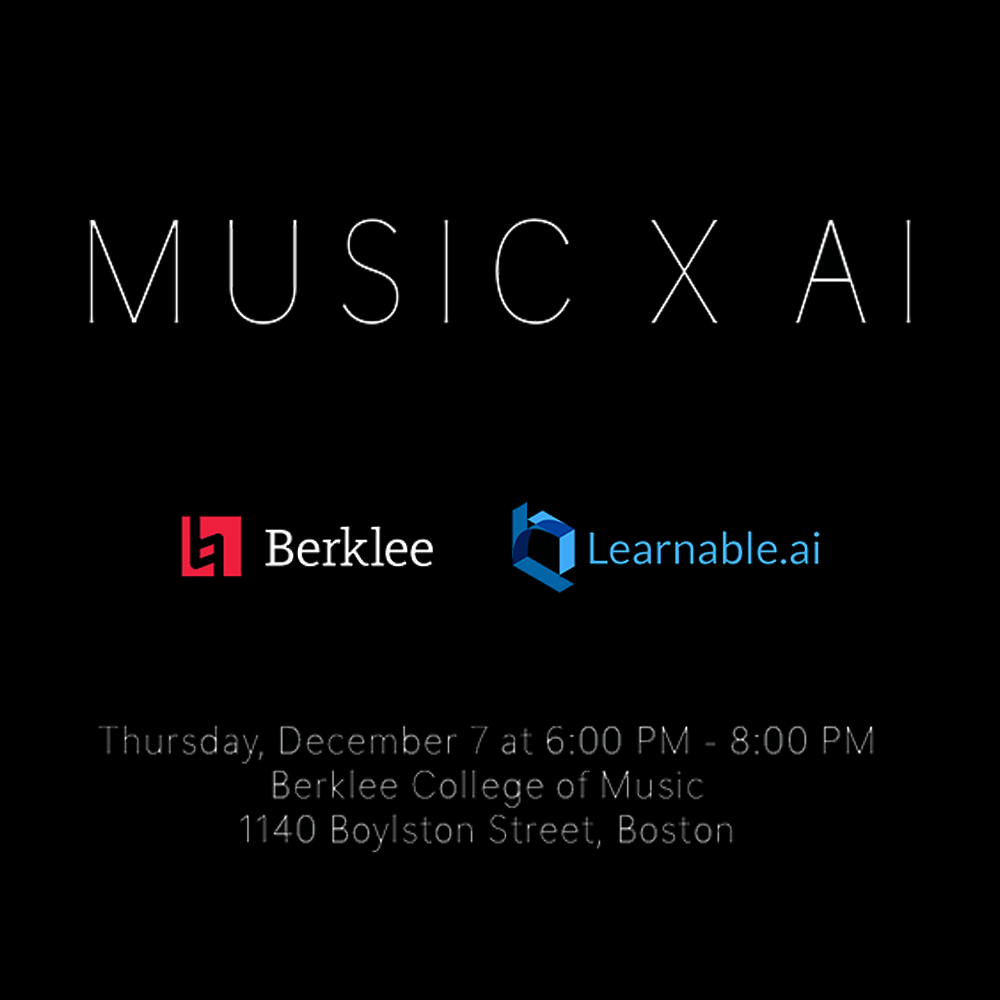 MUSIC X AI
Berklee
Learnable.ai
Thursday, December 7 at 6:00 PM - 8:00 PM
Berklee College of Music
1140 Boylston Street, Boston